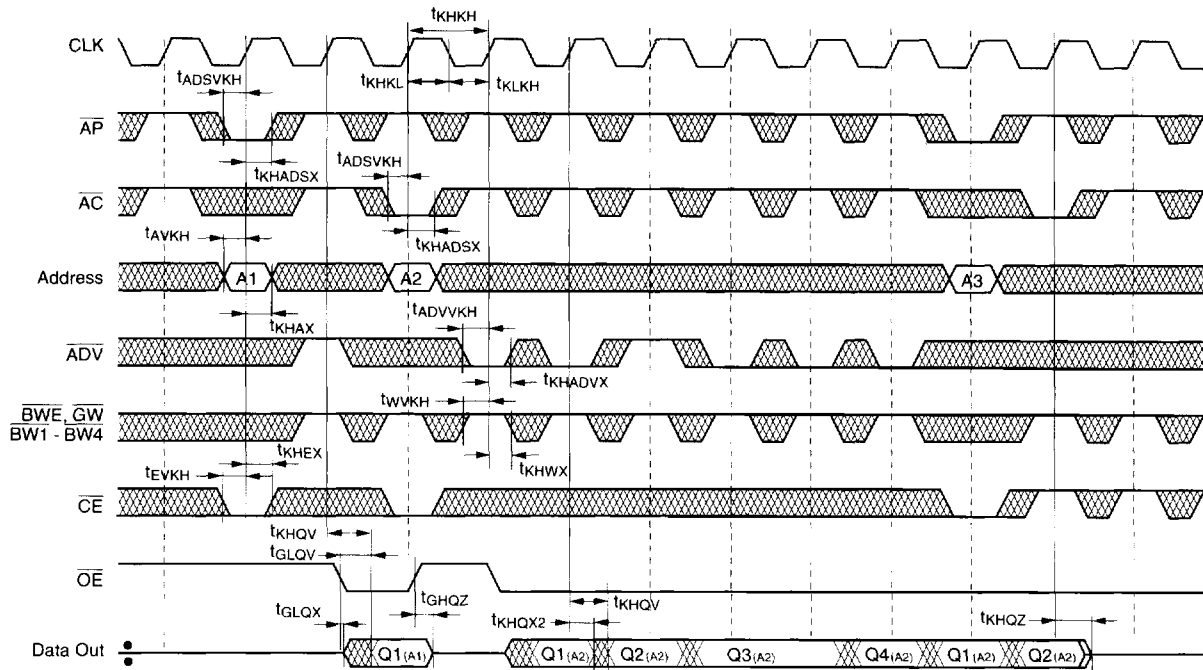 tKHKH
CLK
tADSVKH
tKHKL
tKLKH
AP
tADSVKH
tKHADSX
AC
tAVKH
tKHADSX
Address
A1
A2
A3
tADVVKH
tKHAX
ADV
tKHADVX
tWVKH
BWE, GW
BW1 - BW4
tKHEX
tKHWX
tEVKH
CE
tKHQV
tGLQV
OE
tGLQX
tGHQZ
tKHQV
tKHQX2
tKHQZ
Data Out
Q1(A1)
Q1(A2)
Q2(A2)
Q3(A2)
Q4(A2)
Q1(A2)
Q2(A2)